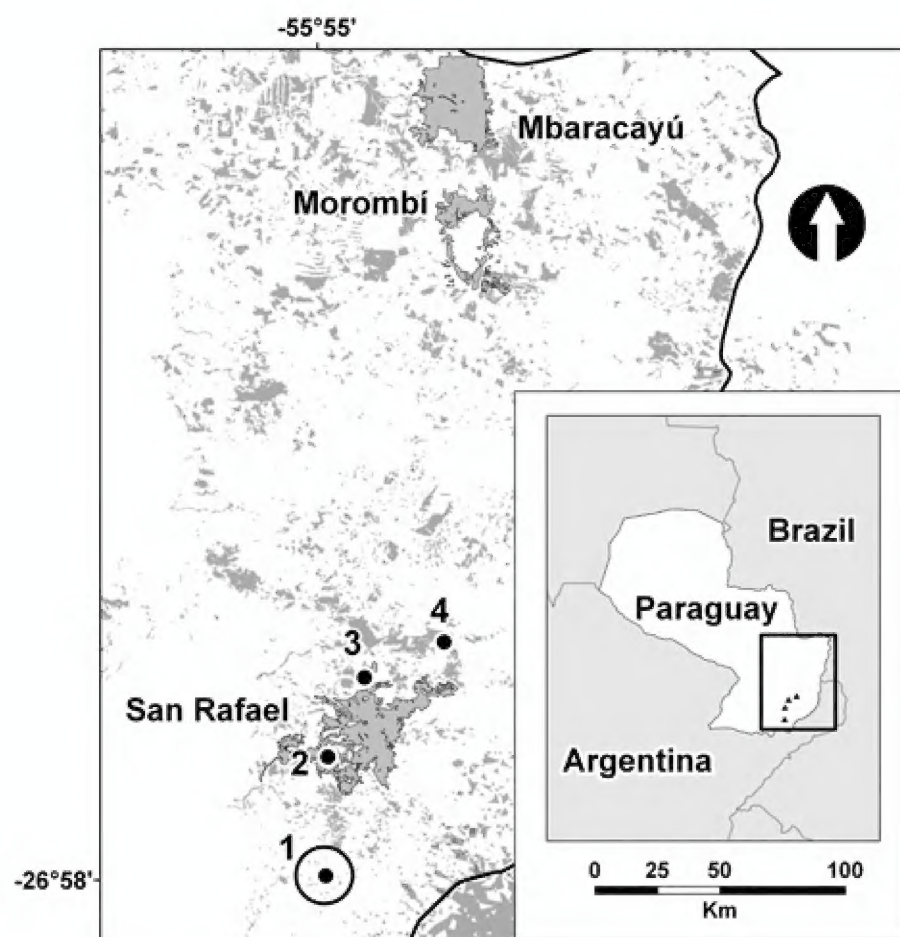 -55°55'
Mbaracayú
Morombí
Brazil
Paraguay
4
3
San Rafael
2
Argentina
1
-26°58'
0 25 50 100
Km